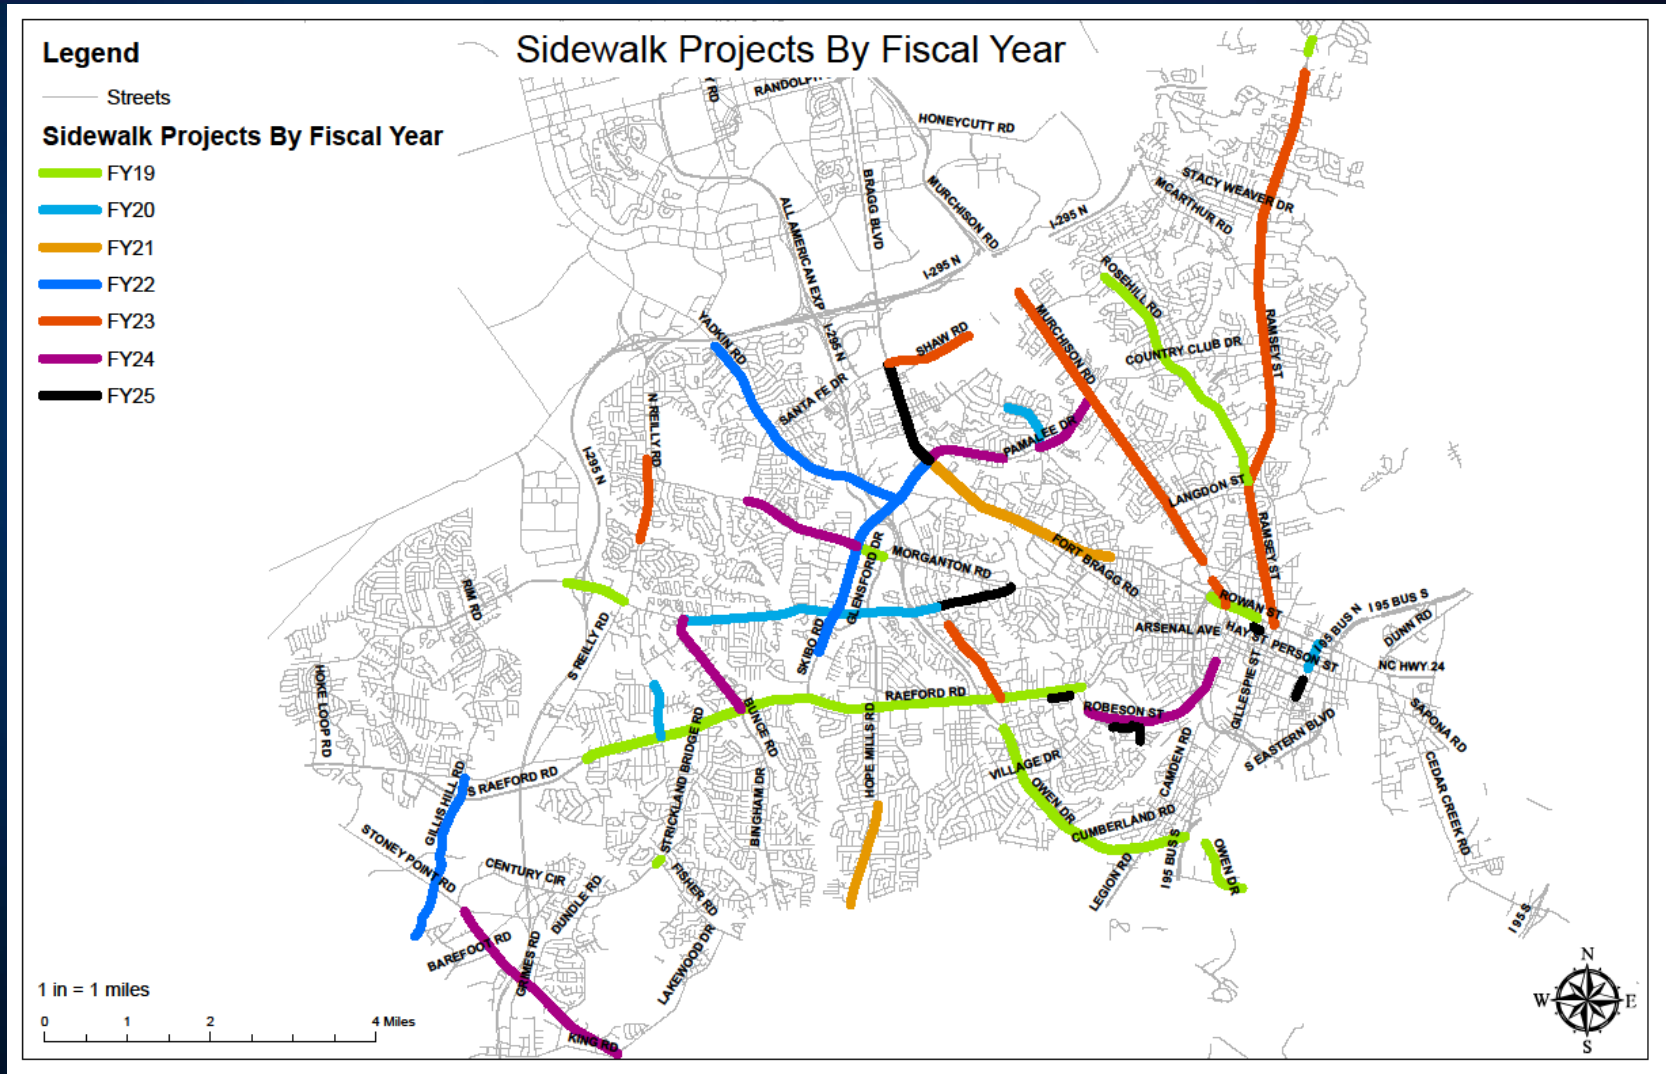 Sidewalk Projects By Fiscal Year
Legend
Streets
Sidewalk Projects By Fiscal Year
FY19
FY20
FY21
FY22
FY23
FY24
FY25
RD
RANDOLPH
HONEYCUTT RD
BRAGG BLVD
MURCHISON RD
STACY WEAVER DR
MCARTHUR RD
I-295 N
ALL AMERICAN EXP
I-295 N
ROSEHILL RD
YADKIN RD
I-295 N
SHAW RD
MURCHISON RD
COUNTRY CLUB DR
RAMSEY ST
SANTA FE DR
N REILLY RD
PAMALEE DR
I-295 N
LANGDON ST
RAMSEY ST
GLENSFORD DR
MORGANTON RD
FORT BRAGG RD
RIM RD
ROWAN ST
I 95 BUS N
I 95 BUS S
S REILLY RD
SKIBO RD
ARSENAL AVE
HAY ST
PERSON ST
DUNN RD
NC HWY 24
HOKE LOOP RD
RAEFORD RD
GILLESPIE ST
ROBESON ST
BUNCE RD
HOPE MILLS RD
SAPONA RD
STRICKLAND BRIDGE RD
VILLAGE DR
CAMDEN RD
S EASTERN BLVD
S RAEFORD RD
BINGHAM DR
OWEN DR
CEDAR CREEK RD
GILLIS HILL RD
CUMBERLAND RD
STONEY POINT RD
CENTURY CIR
FISHER RD
LEGION RD
I 95 BUS S
OWEN DR
DUNDLE RD
I 95 S
BAREFOOT RD
GRIMES RD
LAKEWOOD DR
KING RD
1 in = 1 miles
0 1 2 4 Miles
N
W E
S